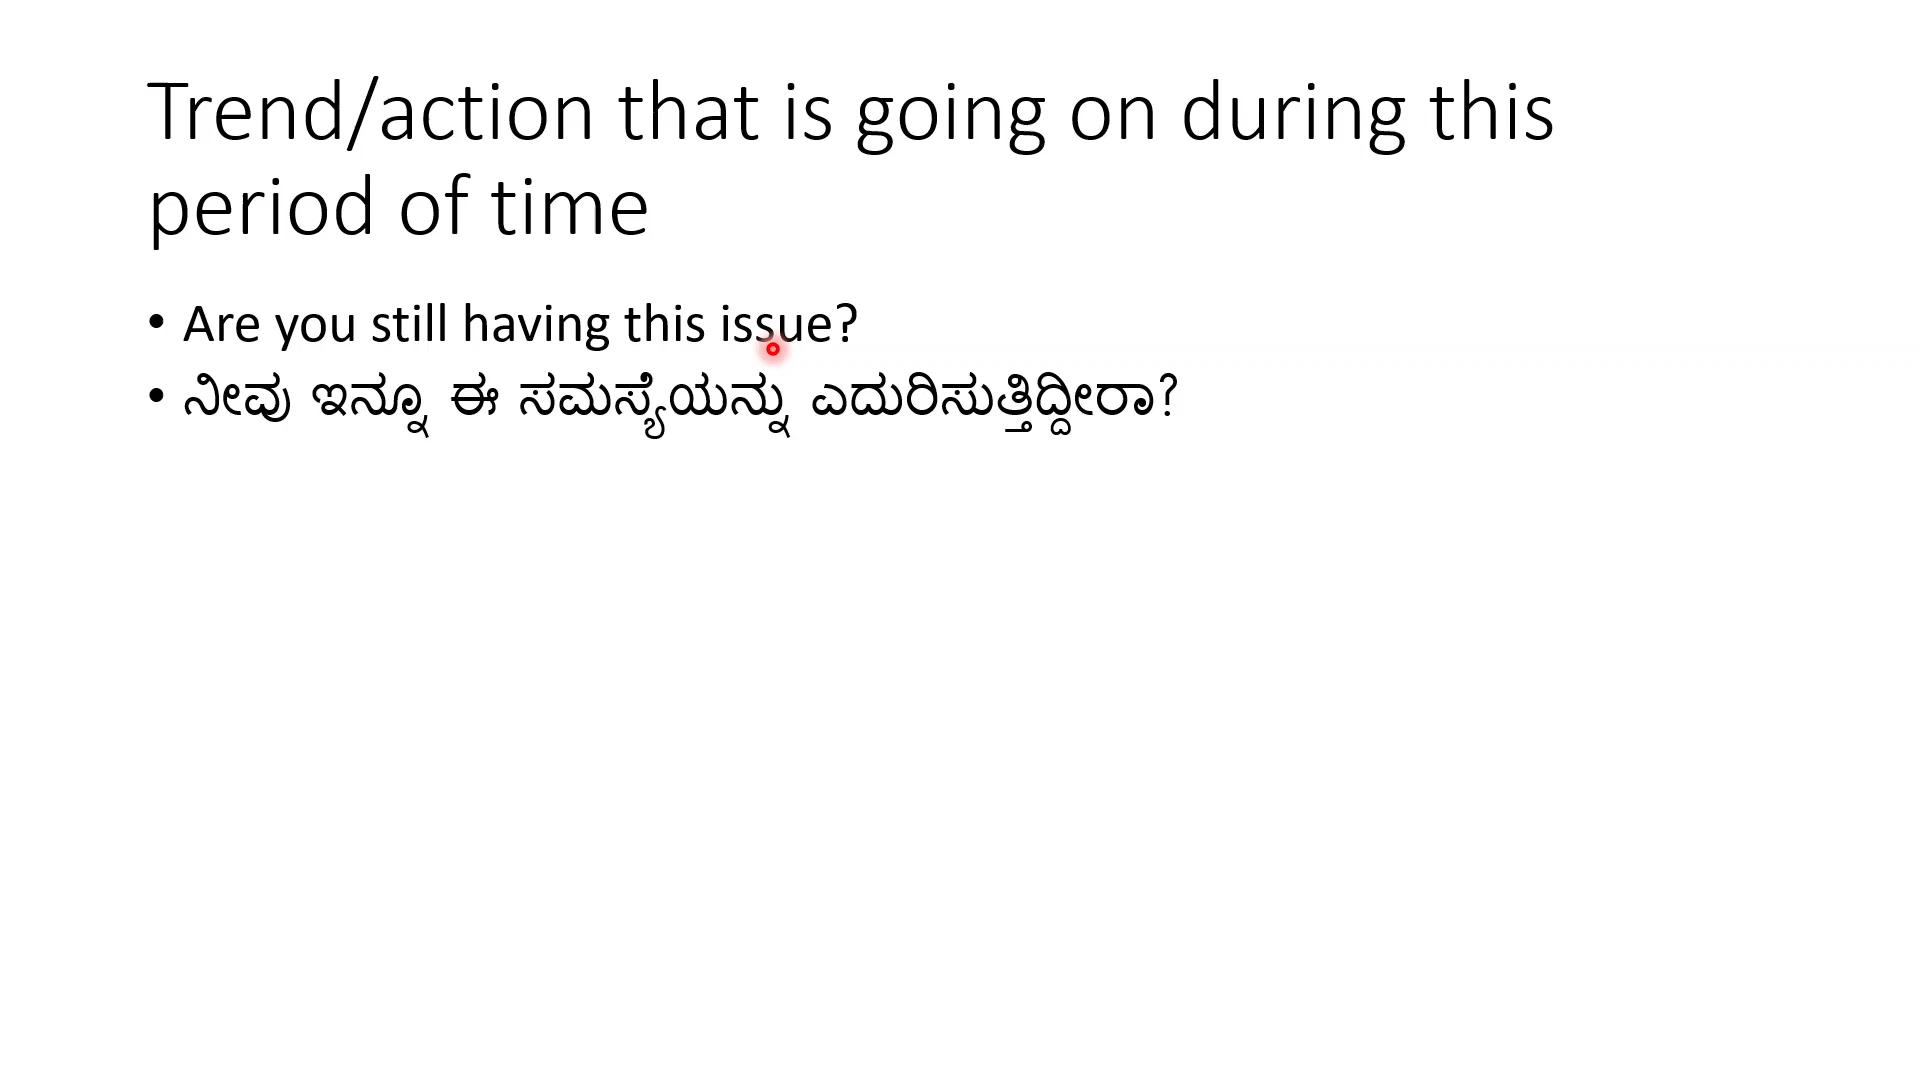 Trend/action that is going on during this
period of time
• Are you still having this issue?
• ನೀವು ಇನ್ನೂ ಈ ಸಮಸ್ಯೆಯನ್ನು ಎದುರಿಸುತ್ತಿದ್ದೀರಾ?